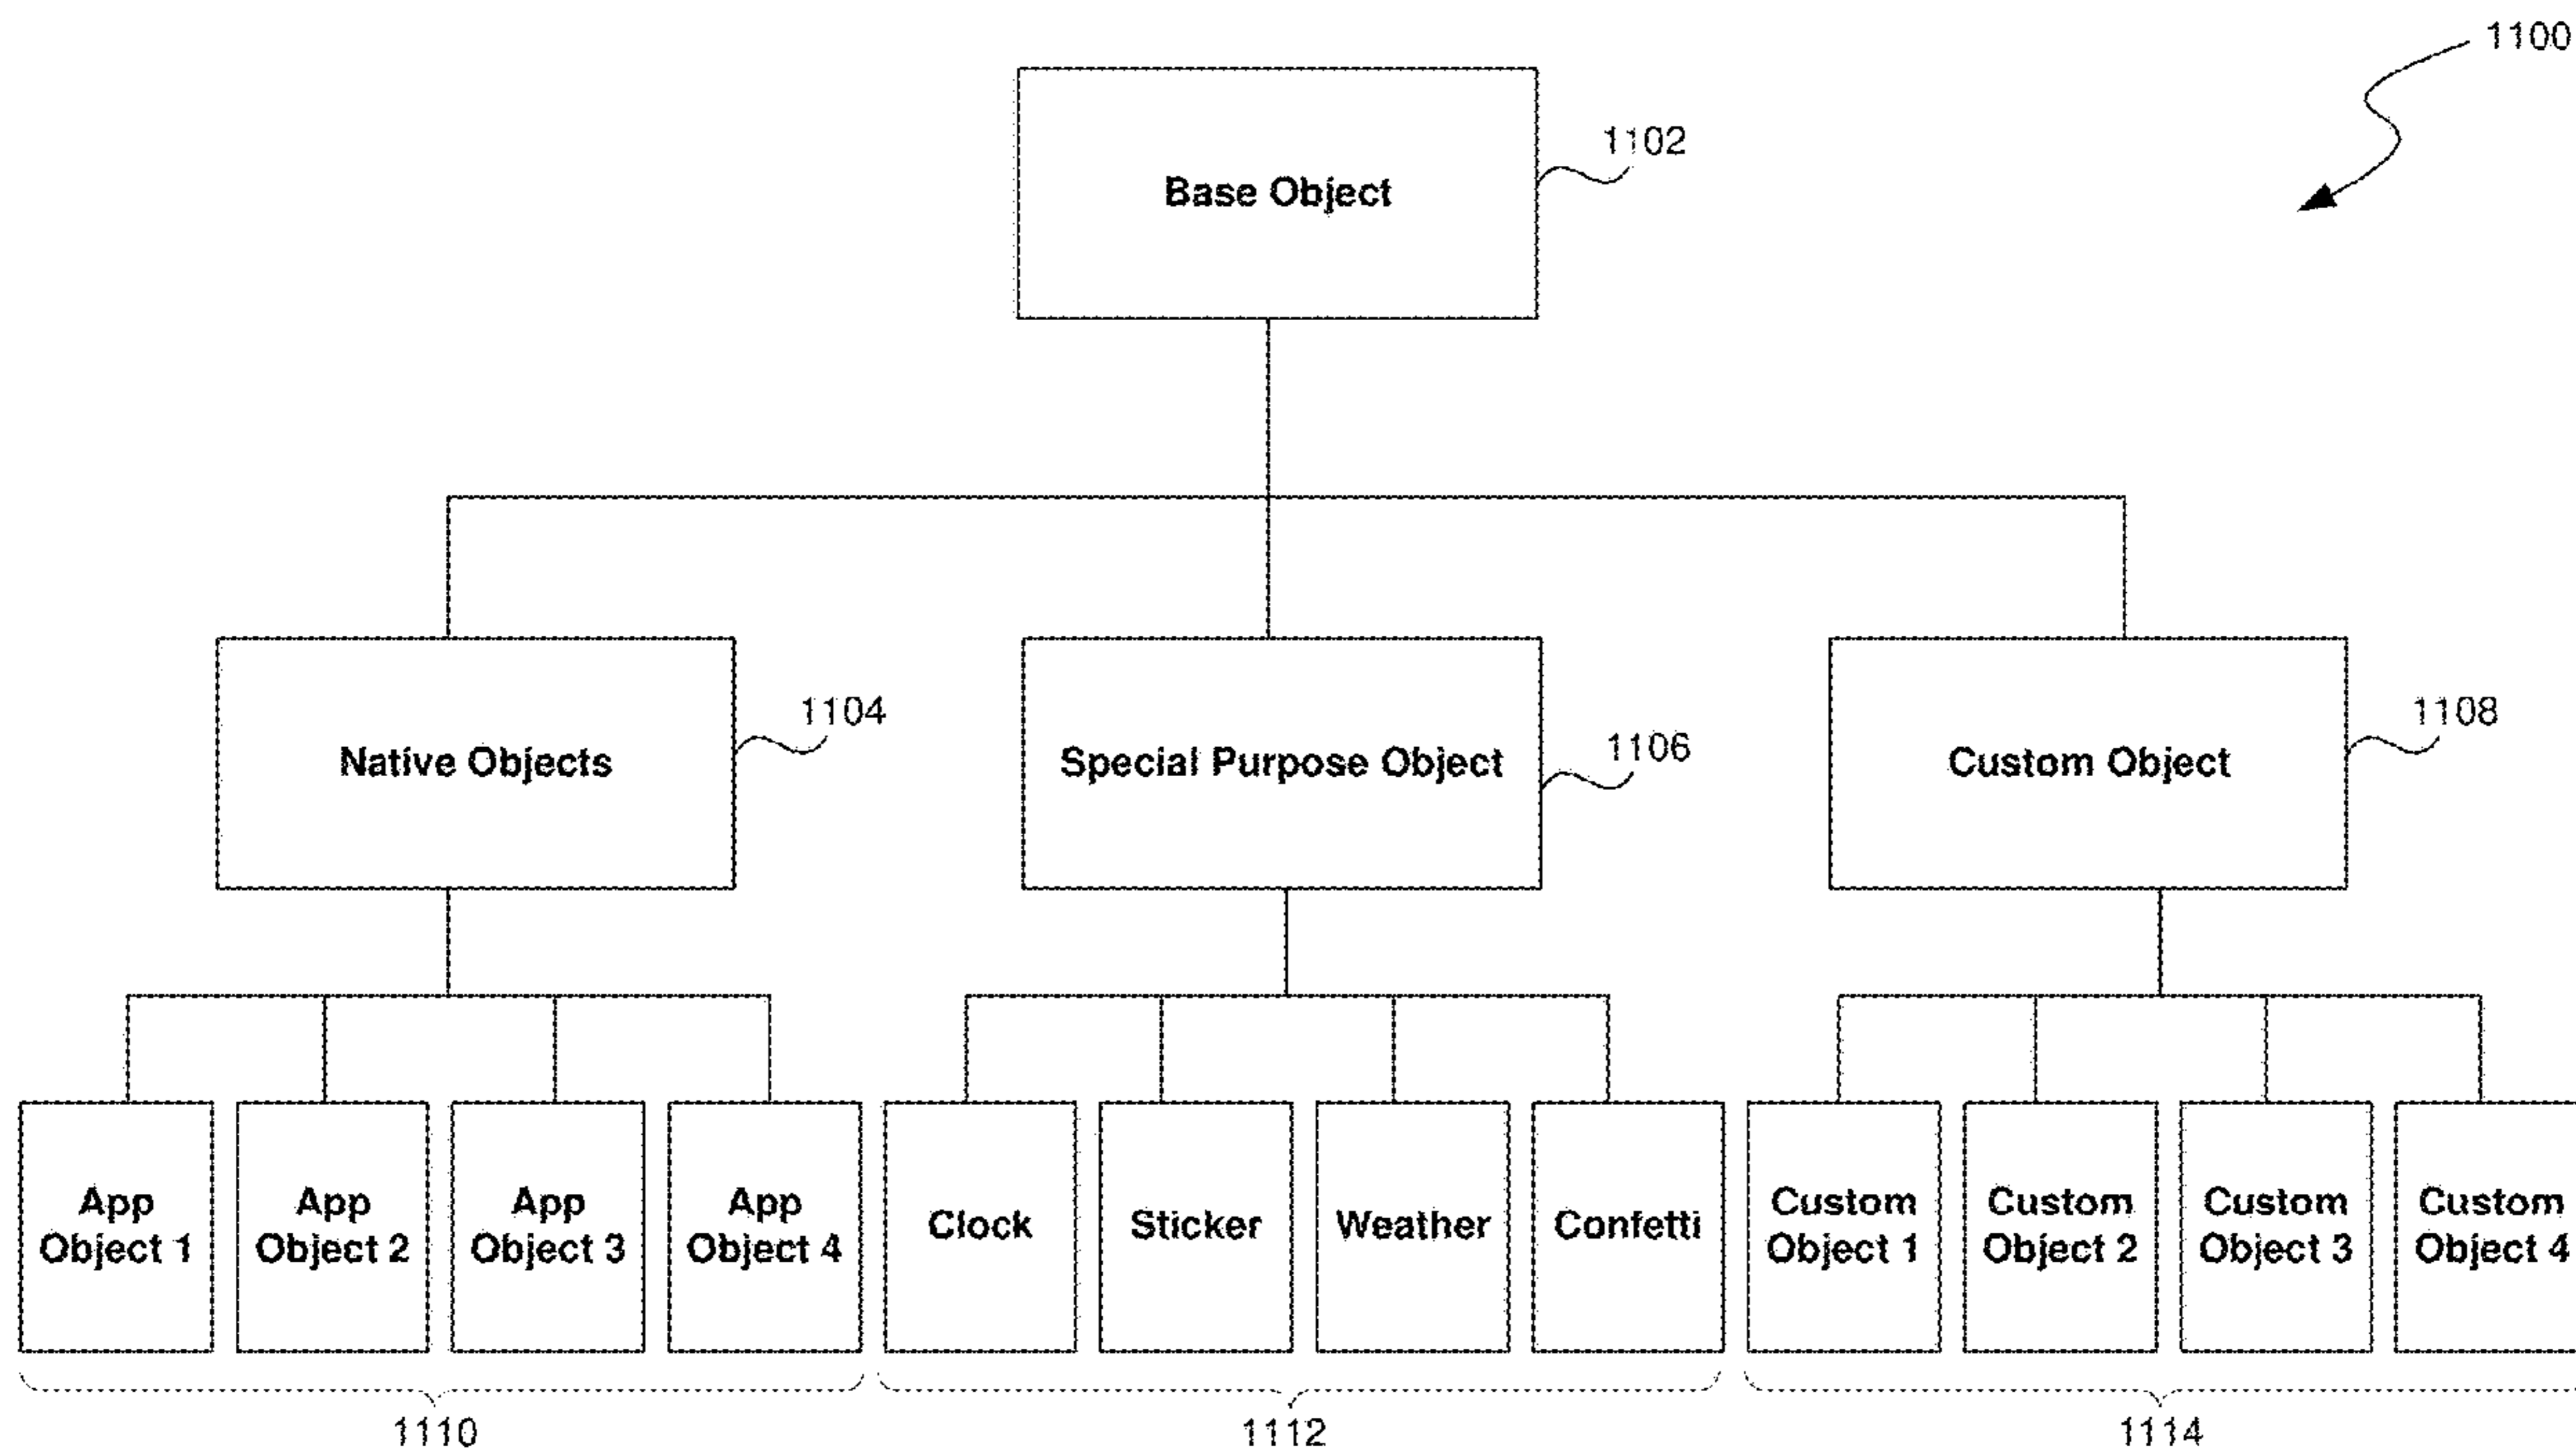 1100
1102
Base Object
1104
1106
1108
Native Objects
Special Purpose Object
Custom Object
App
Object 1
App
Object 2
App
Object 3
App
Object 4
Clock
Sticker
Weather
Confetti
Custom
Object 1
Custom
Object 2
Custom
Object 3
Custom
Object 4
1110
1112
1114